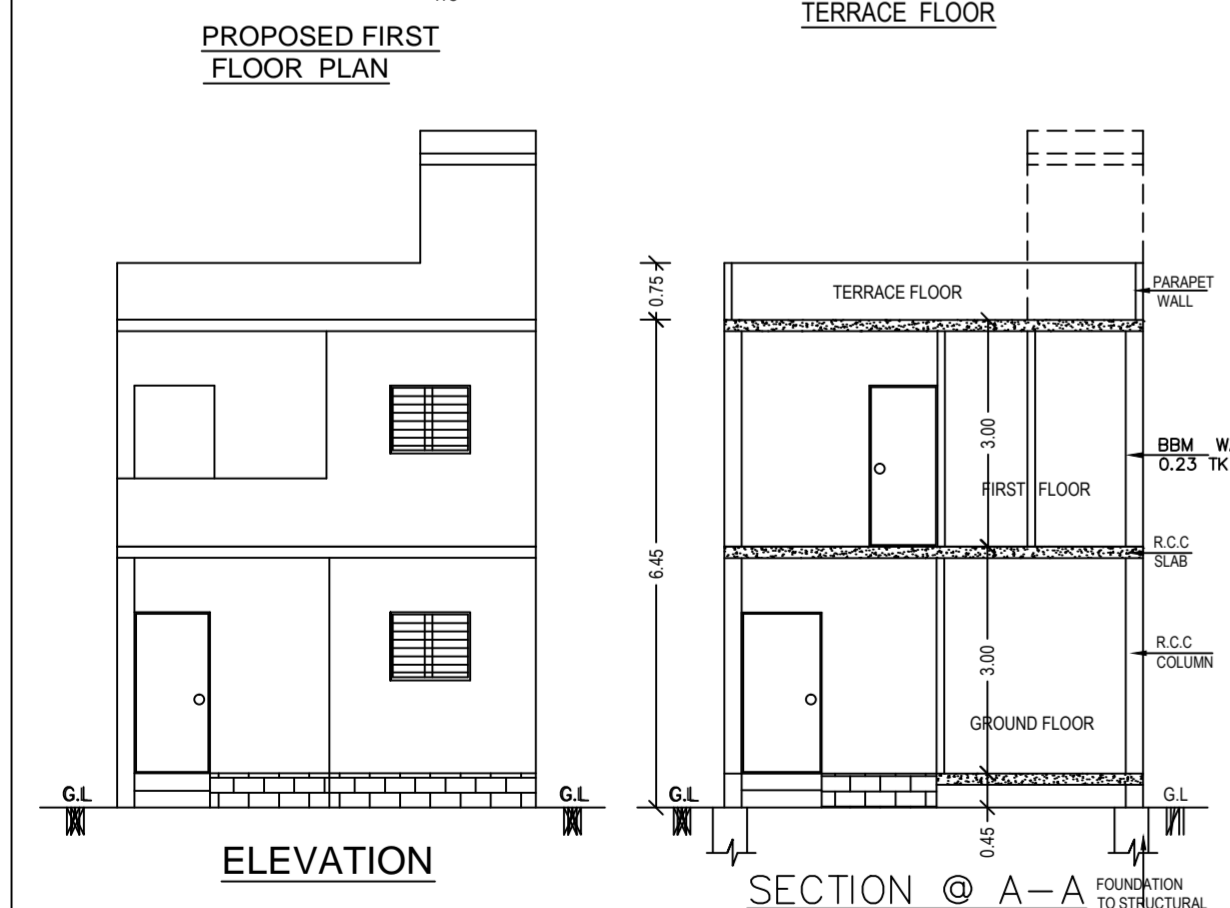 PROPOSED FIRST
FLOOR PLAN
TERRACE FLOOR
G.L
G.L
ELEVATION
0.75
6.45
TERRACE FLOOR
3.00
FIRST FLOOR
3.00
GROUND FLOOR
0.45
PARAPET
WALL
BBM
0.23 TK
R.C.C
SLAB
R.C.C
COLUMN
G.L
G.L
SECTION @ A-A
FOUNDATION
TO STRUCTURAL